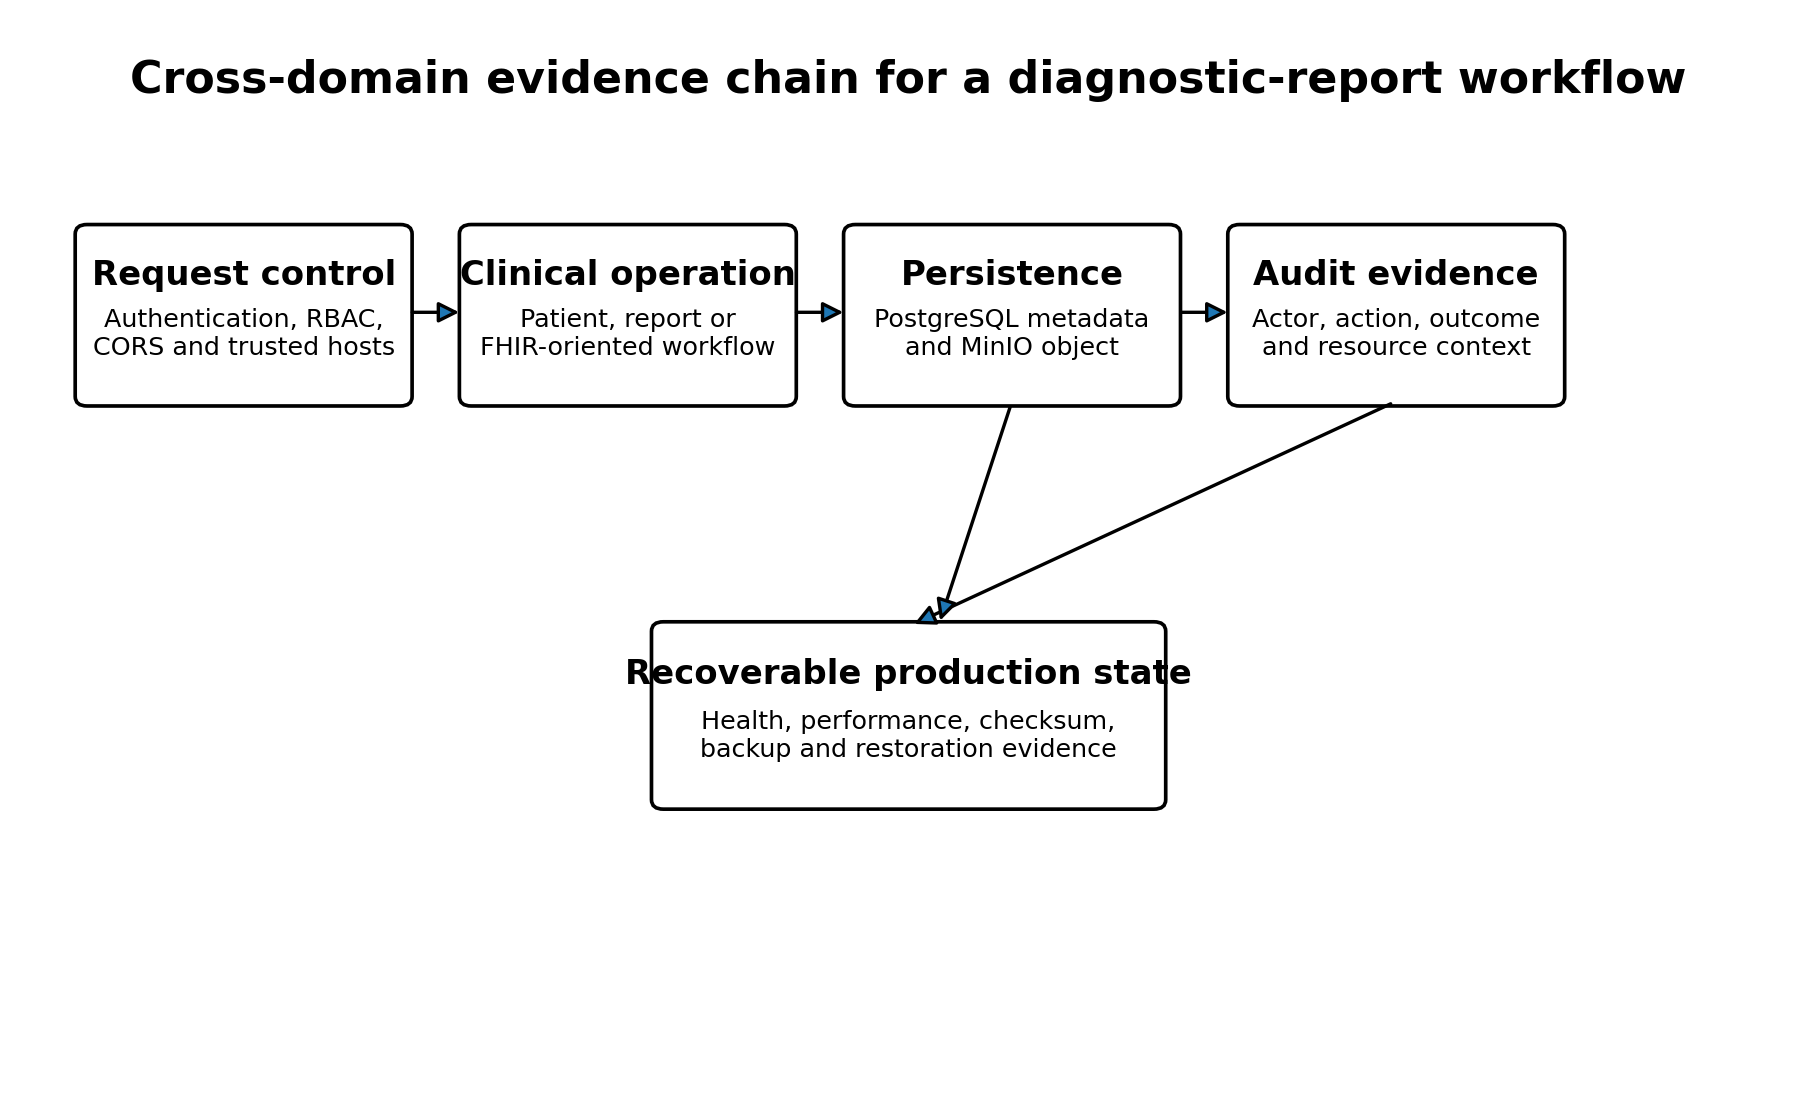 Cross-domain evidence chain for a diagnostic-report workflow
Request control
Authentication, RBAC,
CORS and trusted hosts
Clinical operation
Patient, report or
FHIR-oriented workflow
Persistence
PostgreSQL metadata
and MinIO object
Audit evidence
Actor, action, outcome
and resource context
Recoverable production state
Health, performance, checksum,
backup and restoration evidence